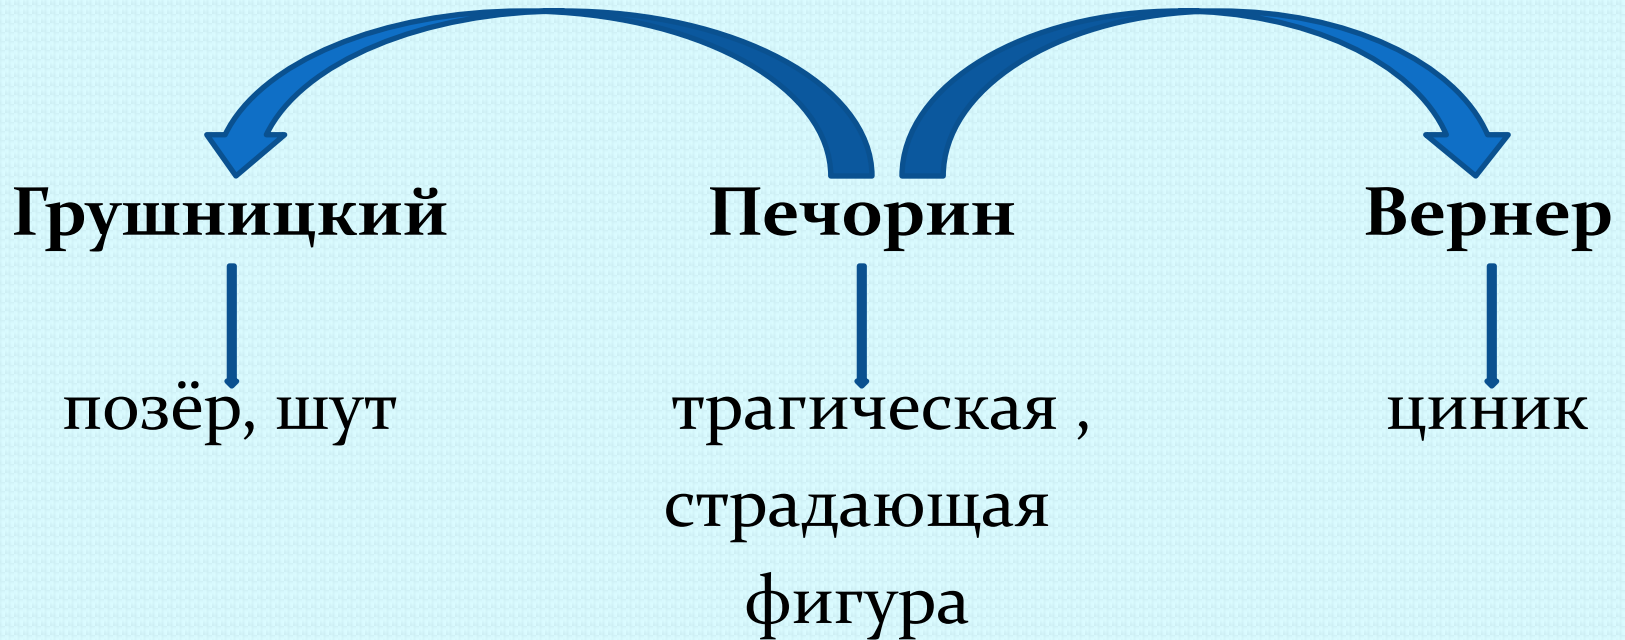 Грушницкий Печорин Вернер
позёр, шут трагическая , циник
страдающая
фигура